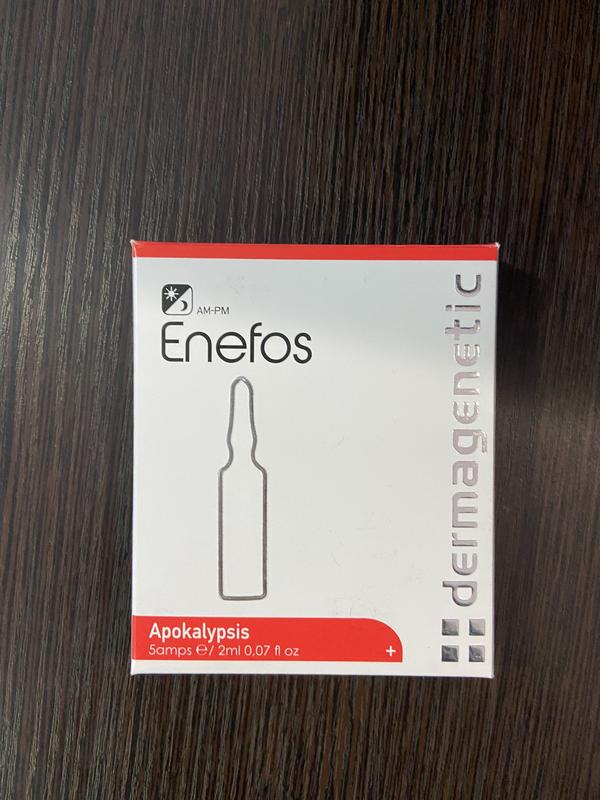 AM-PM
Enefos
dermagenetic
Apokalypsis
5amps ℮/ 2ml 0,07 fl oz
+